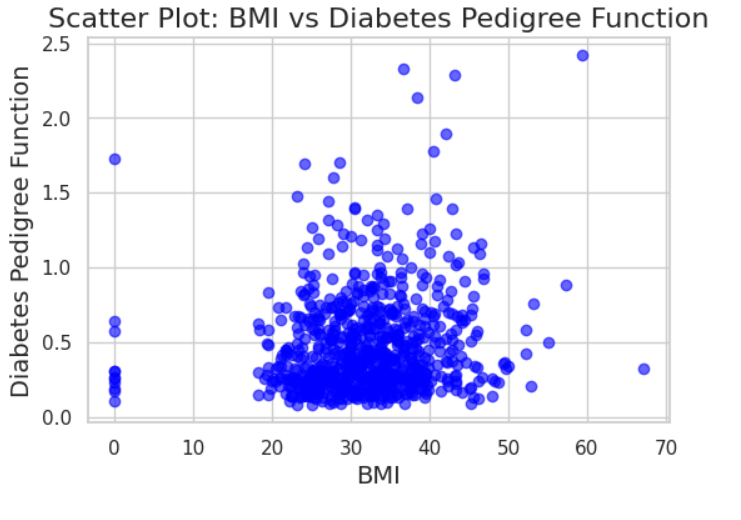 Scatter Plot: BMI vs Diabetes Pedigree Function
Diabetes Pedigree Function
2.5
2.0
1.5
1.0
0.5
0.0
0 10 20 30 40 50 60 70
BMI